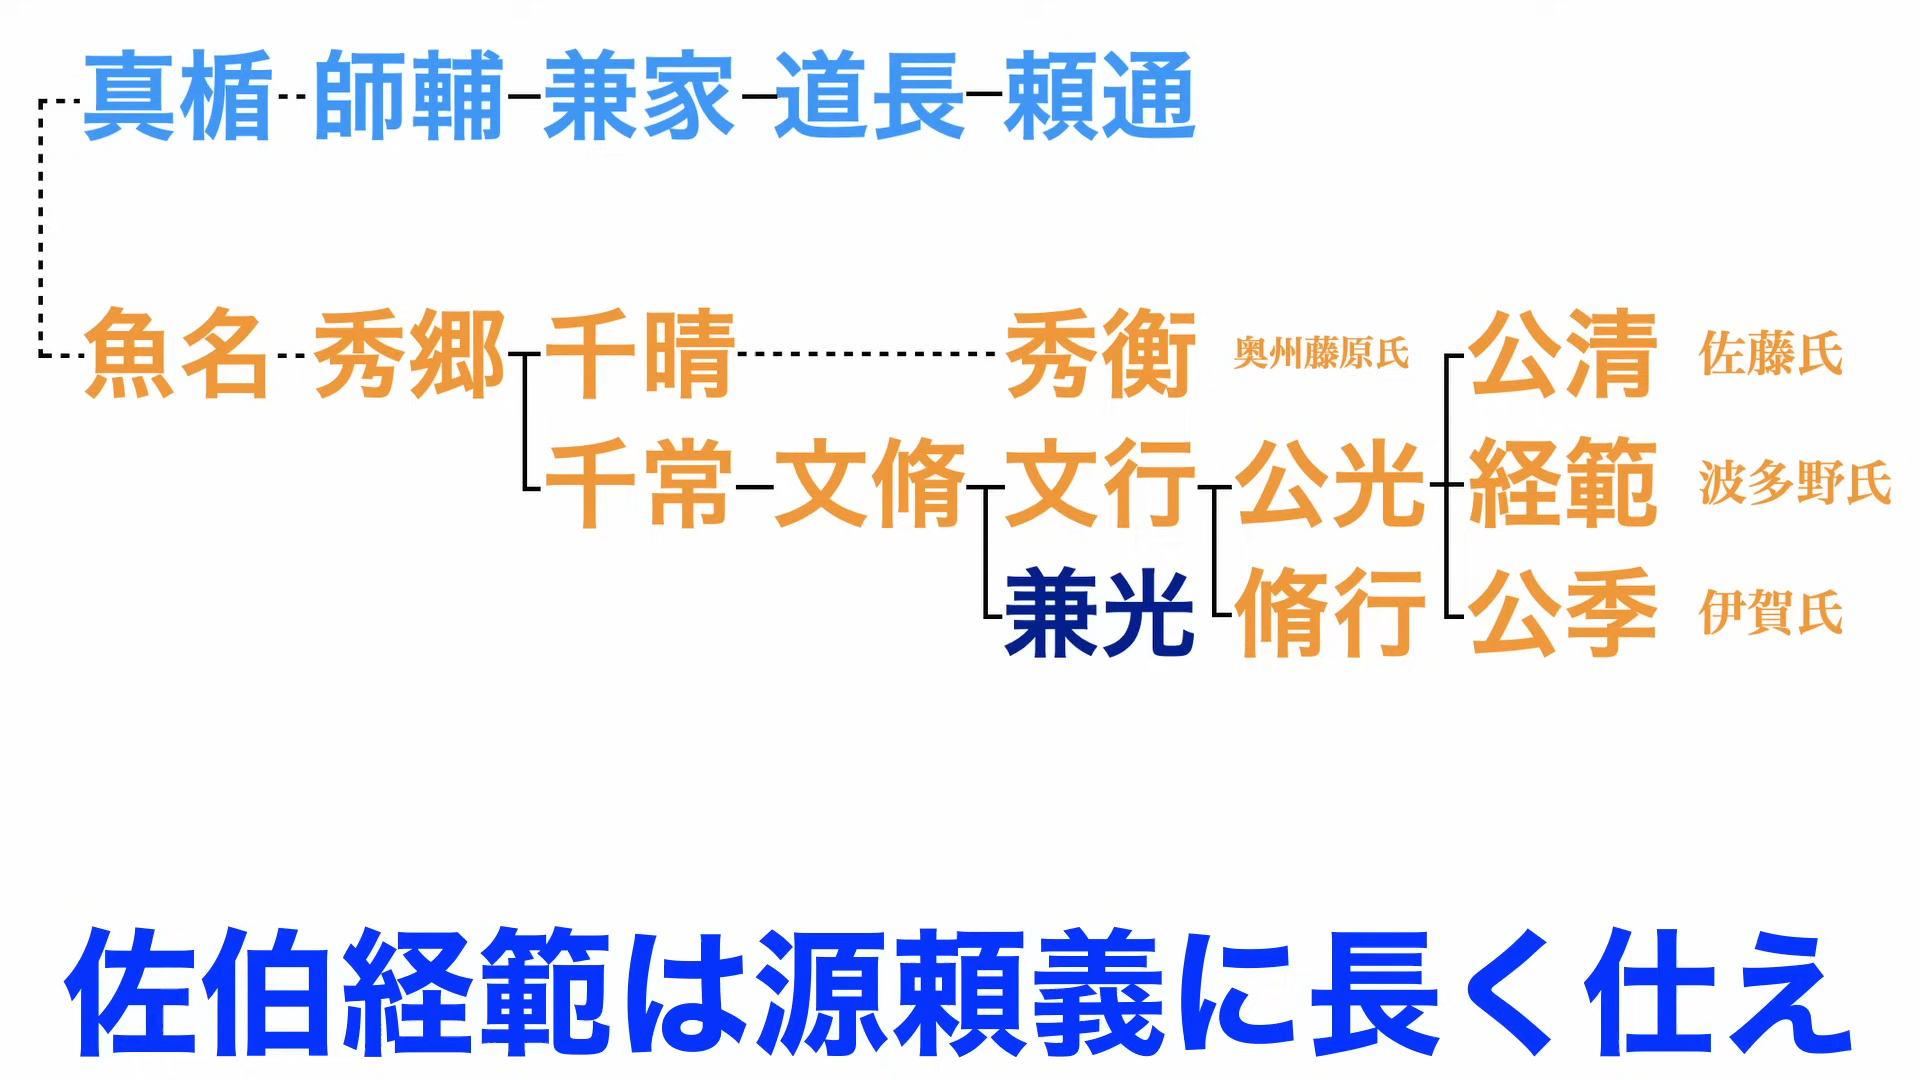 真楯 師輔 兼家 道長 頼通
魚名 秀郷 千晴 秀衡 奥州藤原氏 公清 佐藤氏
千常 文脩 文行 公光 経範 波多野氏
兼光 脩行 公季 伊賀氏
佐伯経範は源頼義に長く仕え